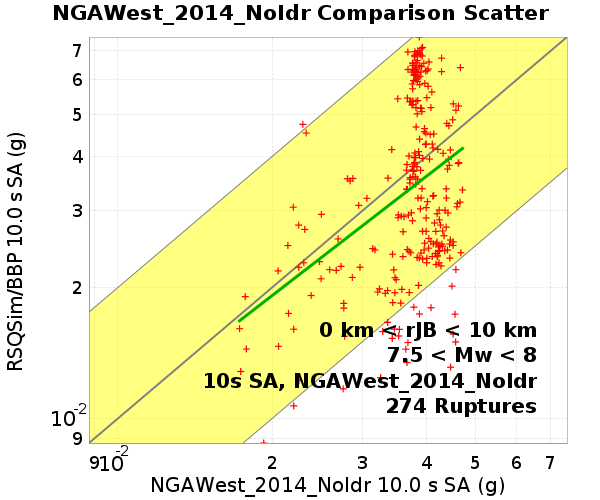 NGAWest_2014_NoIdr Comparison Scatter
RSQSim/BBP 10.0 s SA (g)
7
6
5
4
3
2
10-2
9
0 km < rJB < 10 km
7.5 < Mw < 8
10s SA, NGAWest_2014_NoIdr
274 Ruptures
9 10-2 2 3 4 5 6 7
NGAWest_2014_NoIdr 10.0 s SA (g)